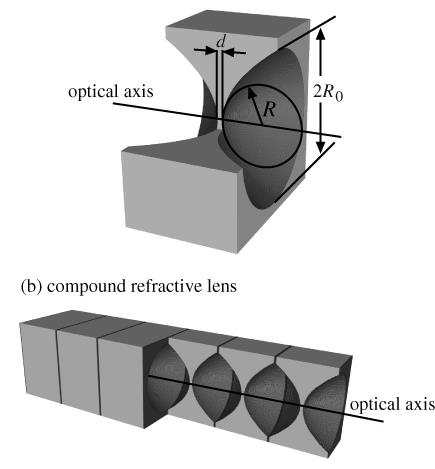 d
optical axis
R
2R₀
(b) compound refractive lens
optical axis